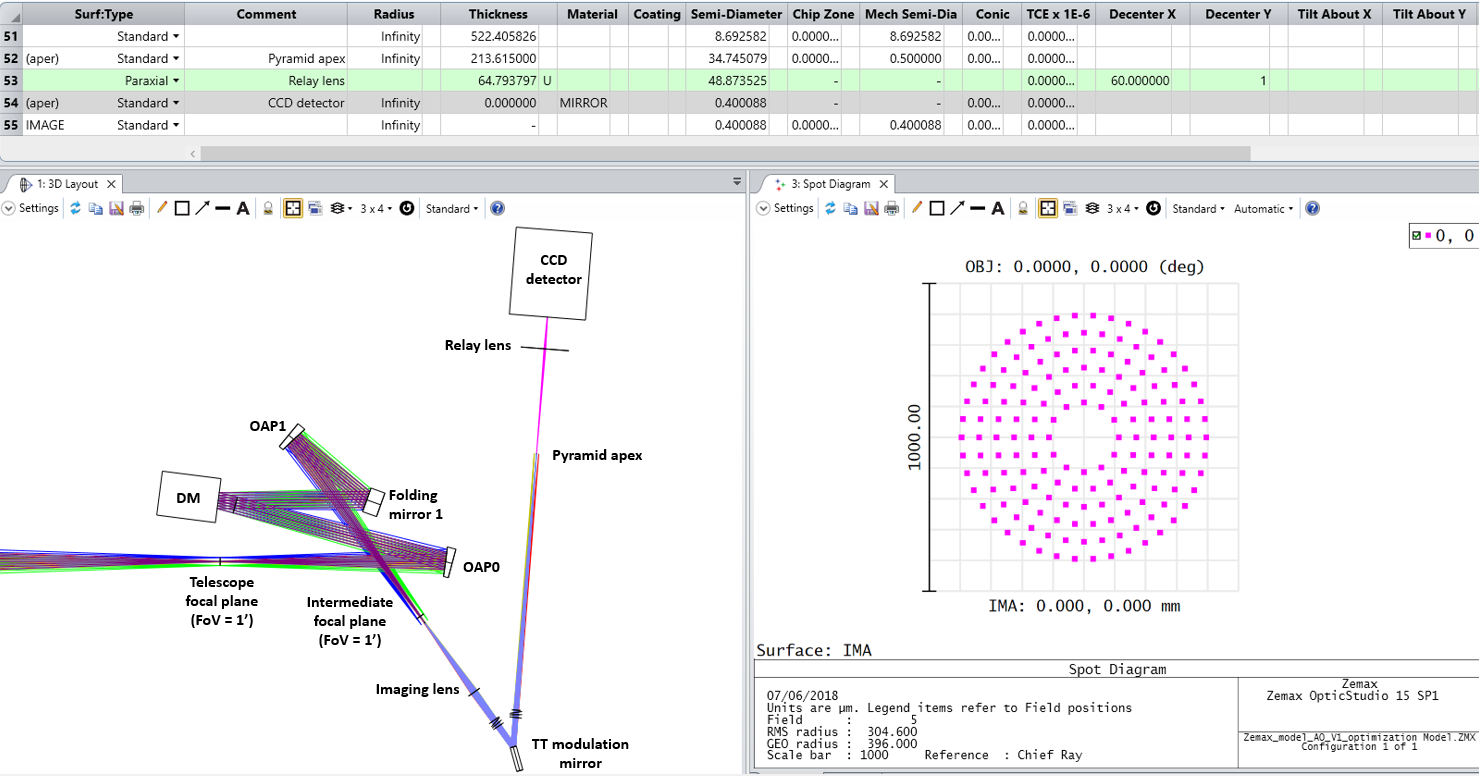 Surf:Type Comment Radius Thickness Material Coating Semi-Diameter Chip Zone Mech Semi-Dia Conic TCE x 1E-6 Decenter X Decenter Y Tilt About X Tilt About Y
51 Standard Infinity 522.405826 8.692582 0.0000... 8.692582 0.00... 0.0000...
52 (aper) Standard Pyramid apex Infinity 213.615000 34.745079 0.0000... 0.500000 0.00... 0.0000...
53 Paraxial Relay lens 64.793797 U 48.873525 - - 0.0000... 60.000000 1
54 (aper) Standard CCD detector Infinity 0.000000 MIRROR 0.400088 - - 0.00... 0.0000...
55 IMAGE Standard Infinity - 0.400088 0.0000... 0.400088 0.00... 0.0000...
1: 3D Layout
Settings A 3 x 4 Standard
CCD
detector
Relay lens
OAP1
Pyramid apex
DM
Folding
mirror 1
OAP0
Telescope
focal plane
(FoV = 1')
Intermediate
focal plane
(FoV = 1')
Imaging lens
TT modulation
mirror
3: Spot Diagram
Settings A 3 x 4 Standard Automatic
0, 0
OBJ: 0.0000, 0.0000 (deg)
1000.00
IMA: 0.000, 0.000 mm
Surface: IMA
Spot Diagram
07/06/2018
Units are µm. Legend items refer to Field positions
Field : 5
RMS radius : 304.600
GEO radius : 396.000
Scale bar : 1000 Reference : Chief Ray
Zemax
Zemax OpticStudio 15 SP1
Zemax_model_AO_V1_optimization Model.ZMX
Configuration 1 of 1